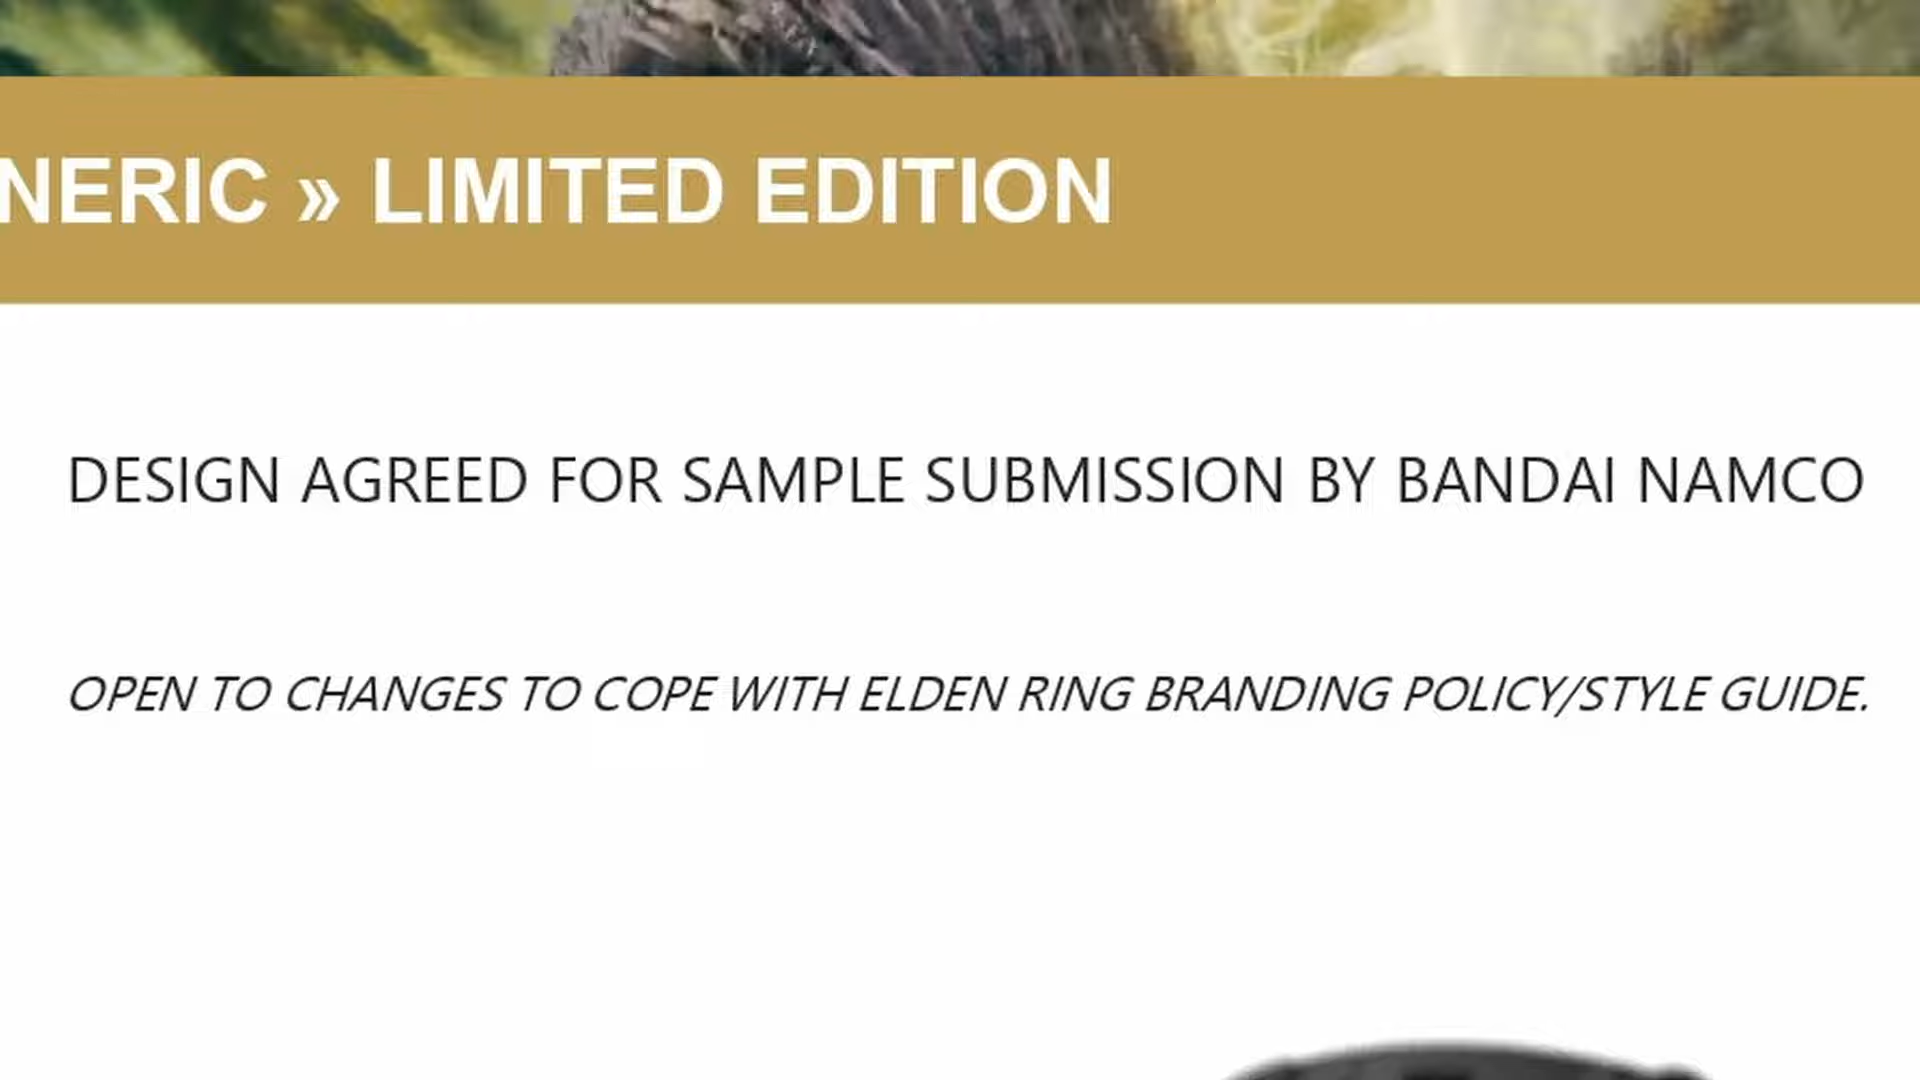 NERIC » LIMITED EDITION
DESIGN AGREED FOR SAMPLE SUBMISSION BY BANDAI NAMCO
OPEN TO CHANGES TO COPE WITH ELDEN RING BRANDING POLICY/STYLE GUIDE.